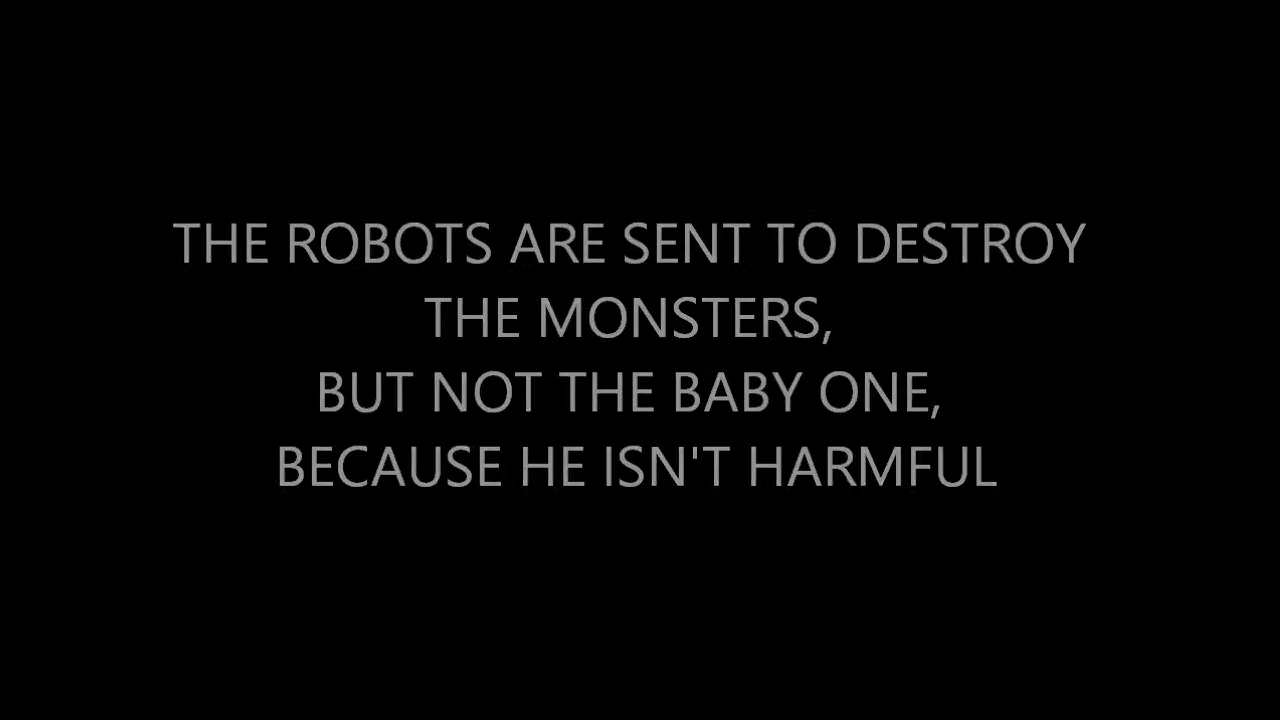 THE ROBOTS ARE SENT TO DESTROY
THE MONSTERS,
BUT NOT THE BABY ONE,
BECAUSE HE ISN'T HARMFUL